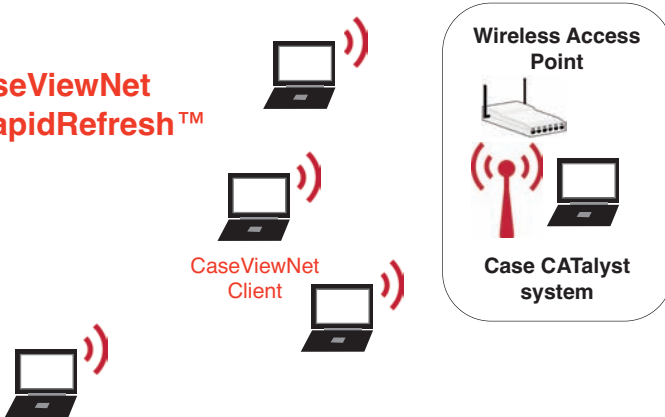 seViewNet
apidRefresh™
CaseViewNet
Client
Wireless Access
Point
Case CATalyst
system